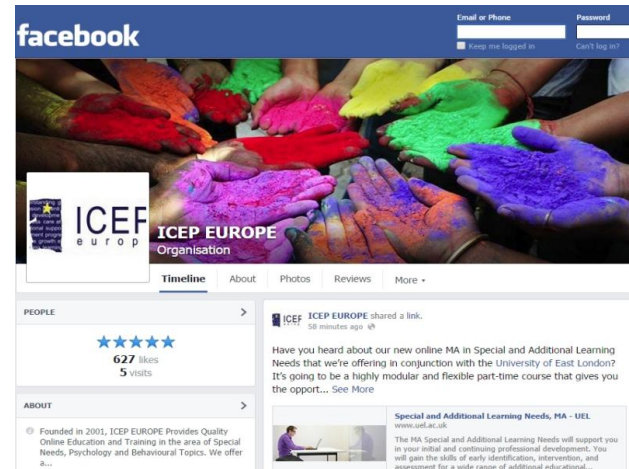 facebook
Email or Phone
Password
Keep me logged in
Can't log in?
ICEP
europ
ICEP EUROPE
Organisation
Timeline
About
Photos
Reviews
More
PEOPLE
627 likes
5 visits
ABOUT
Founded in 2001, ICEP EUROPE Provides Quality
Online Education and Training in the area of Special
Needs, Psychology and Behavioural Topics. We offer
a...
ICEP
ICEP EUROPE shared a link.
58 minutes ago
Have you heard about our new online MA in Special and Additional Learning
Needs that we're offering in conjunction with the University of East London?
It's going to be a highly modular and flexible part-time course that gives you
the opport... See More
Special and Additional Learning Needs, MA - UEL
www.uel.ac.uk
The MA Special and Additional Learning Needs will support you
in your initial and continuing professional development. You
will gain the skills of early identification, intervention, and
assessment for a wide range of additional educational...